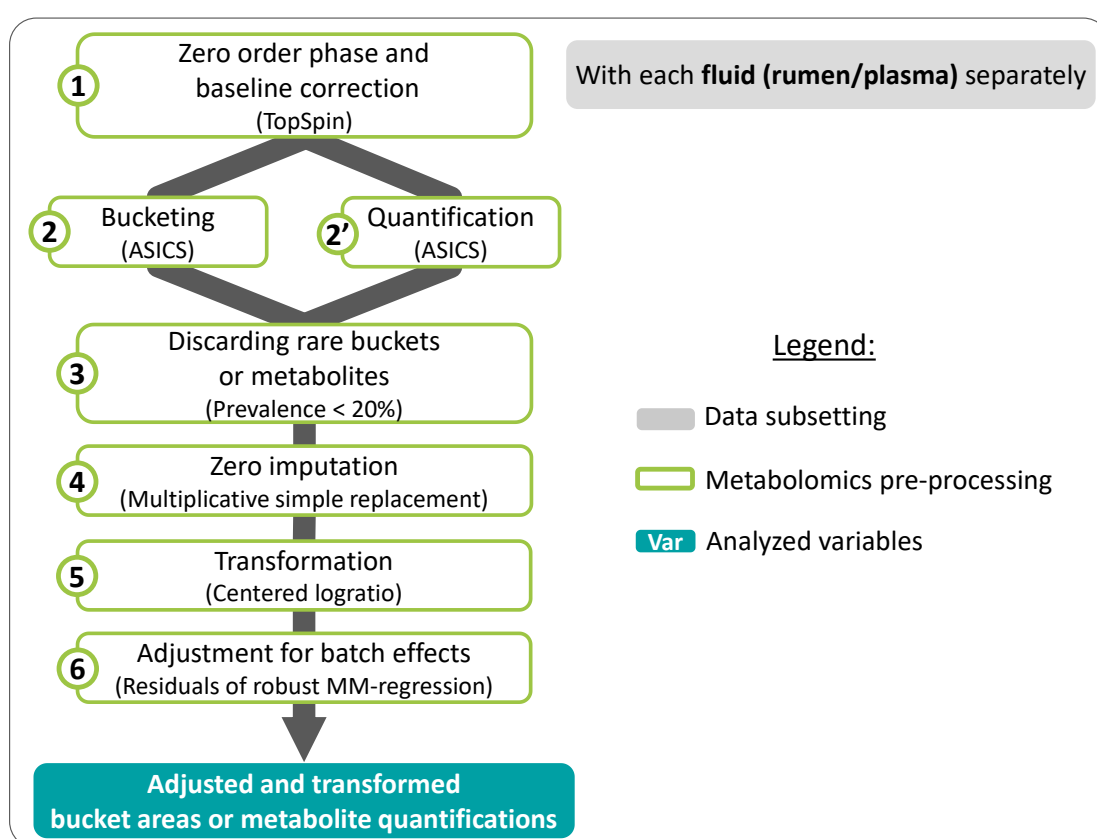 1
Zero order phase and
baseline correction
(TopSpin)
With each fluid (rumen/plasma) separately
2
Bucketing
(ASICS)
2’
Quantification
(ASICS)
3
Discarding rare buckets
or metabolites
(Prevalence < 20%)
4
Zero imputation
(Multiplicative simple replacement)
5
Transformation
(Centered logratio)
6
Adjustment for batch effects
(Residuals of robust MM-regression)
Adjusted and transformed
bucket areas or metabolite quantifications
Legend:
Data subsetting
Metabolomics pre-processing
Var Analyzed variables